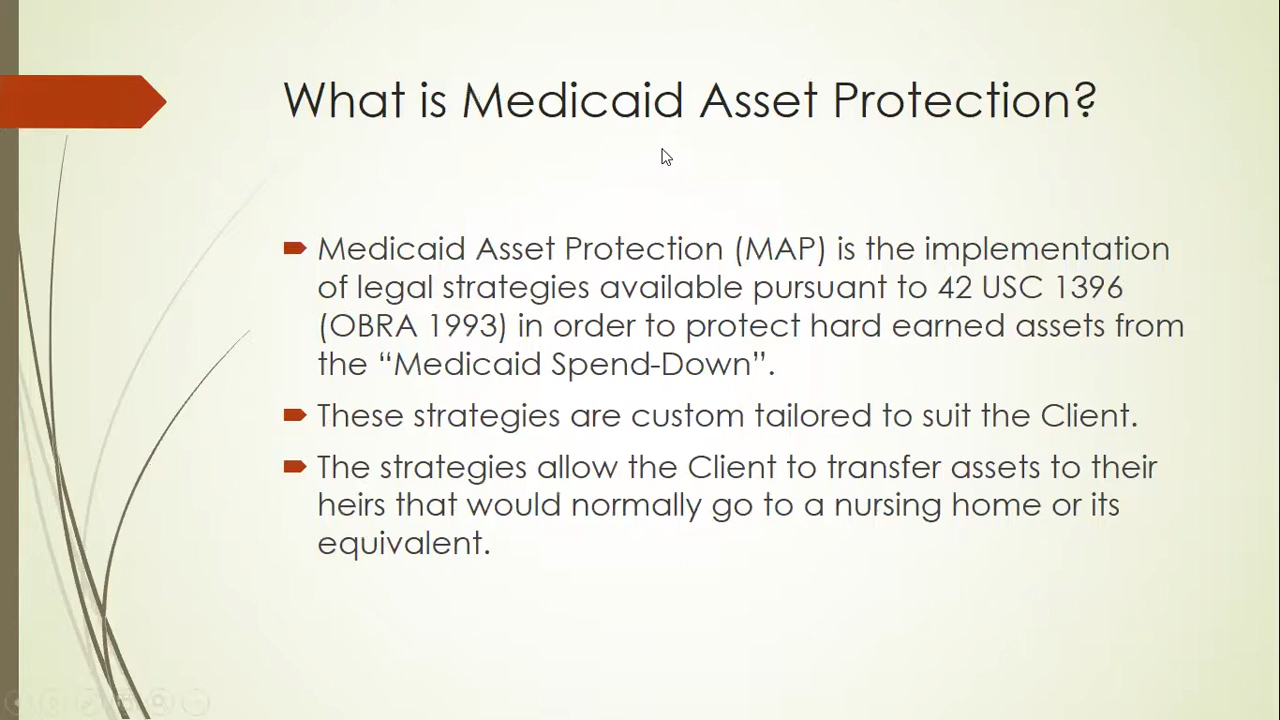 What is Medicaid Asset Protection?
Medicaid Asset Protection (MAP) is the implementation
of legal strategies available pursuant to 42 USC 1396
(OBRA 1993) in order to protect hard earned assets from
the “Medicaid Spend-Down”.
These strategies are custom tailored to suit the Client.
The strategies allow the Client to transfer assets to their
heirs that would normally go to a nursing home or its
equivalent.